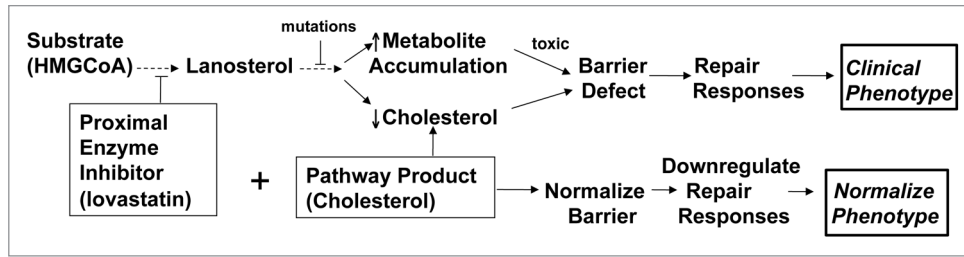 mutations
Substrate
(HMGCoA)
Lanosterol
↑ Metabolite
Accumulation
toxic
Barrier
Defect
Repair
Responses
Clinical
Phenotype
↓ Cholesterol
Proximal
Enzyme
Inhibitor
(lovastatin)
+
Pathway Product
(Cholesterol)
Normalize
Barrier
Downregulate
Repair
Responses
Normalize
Phenotype